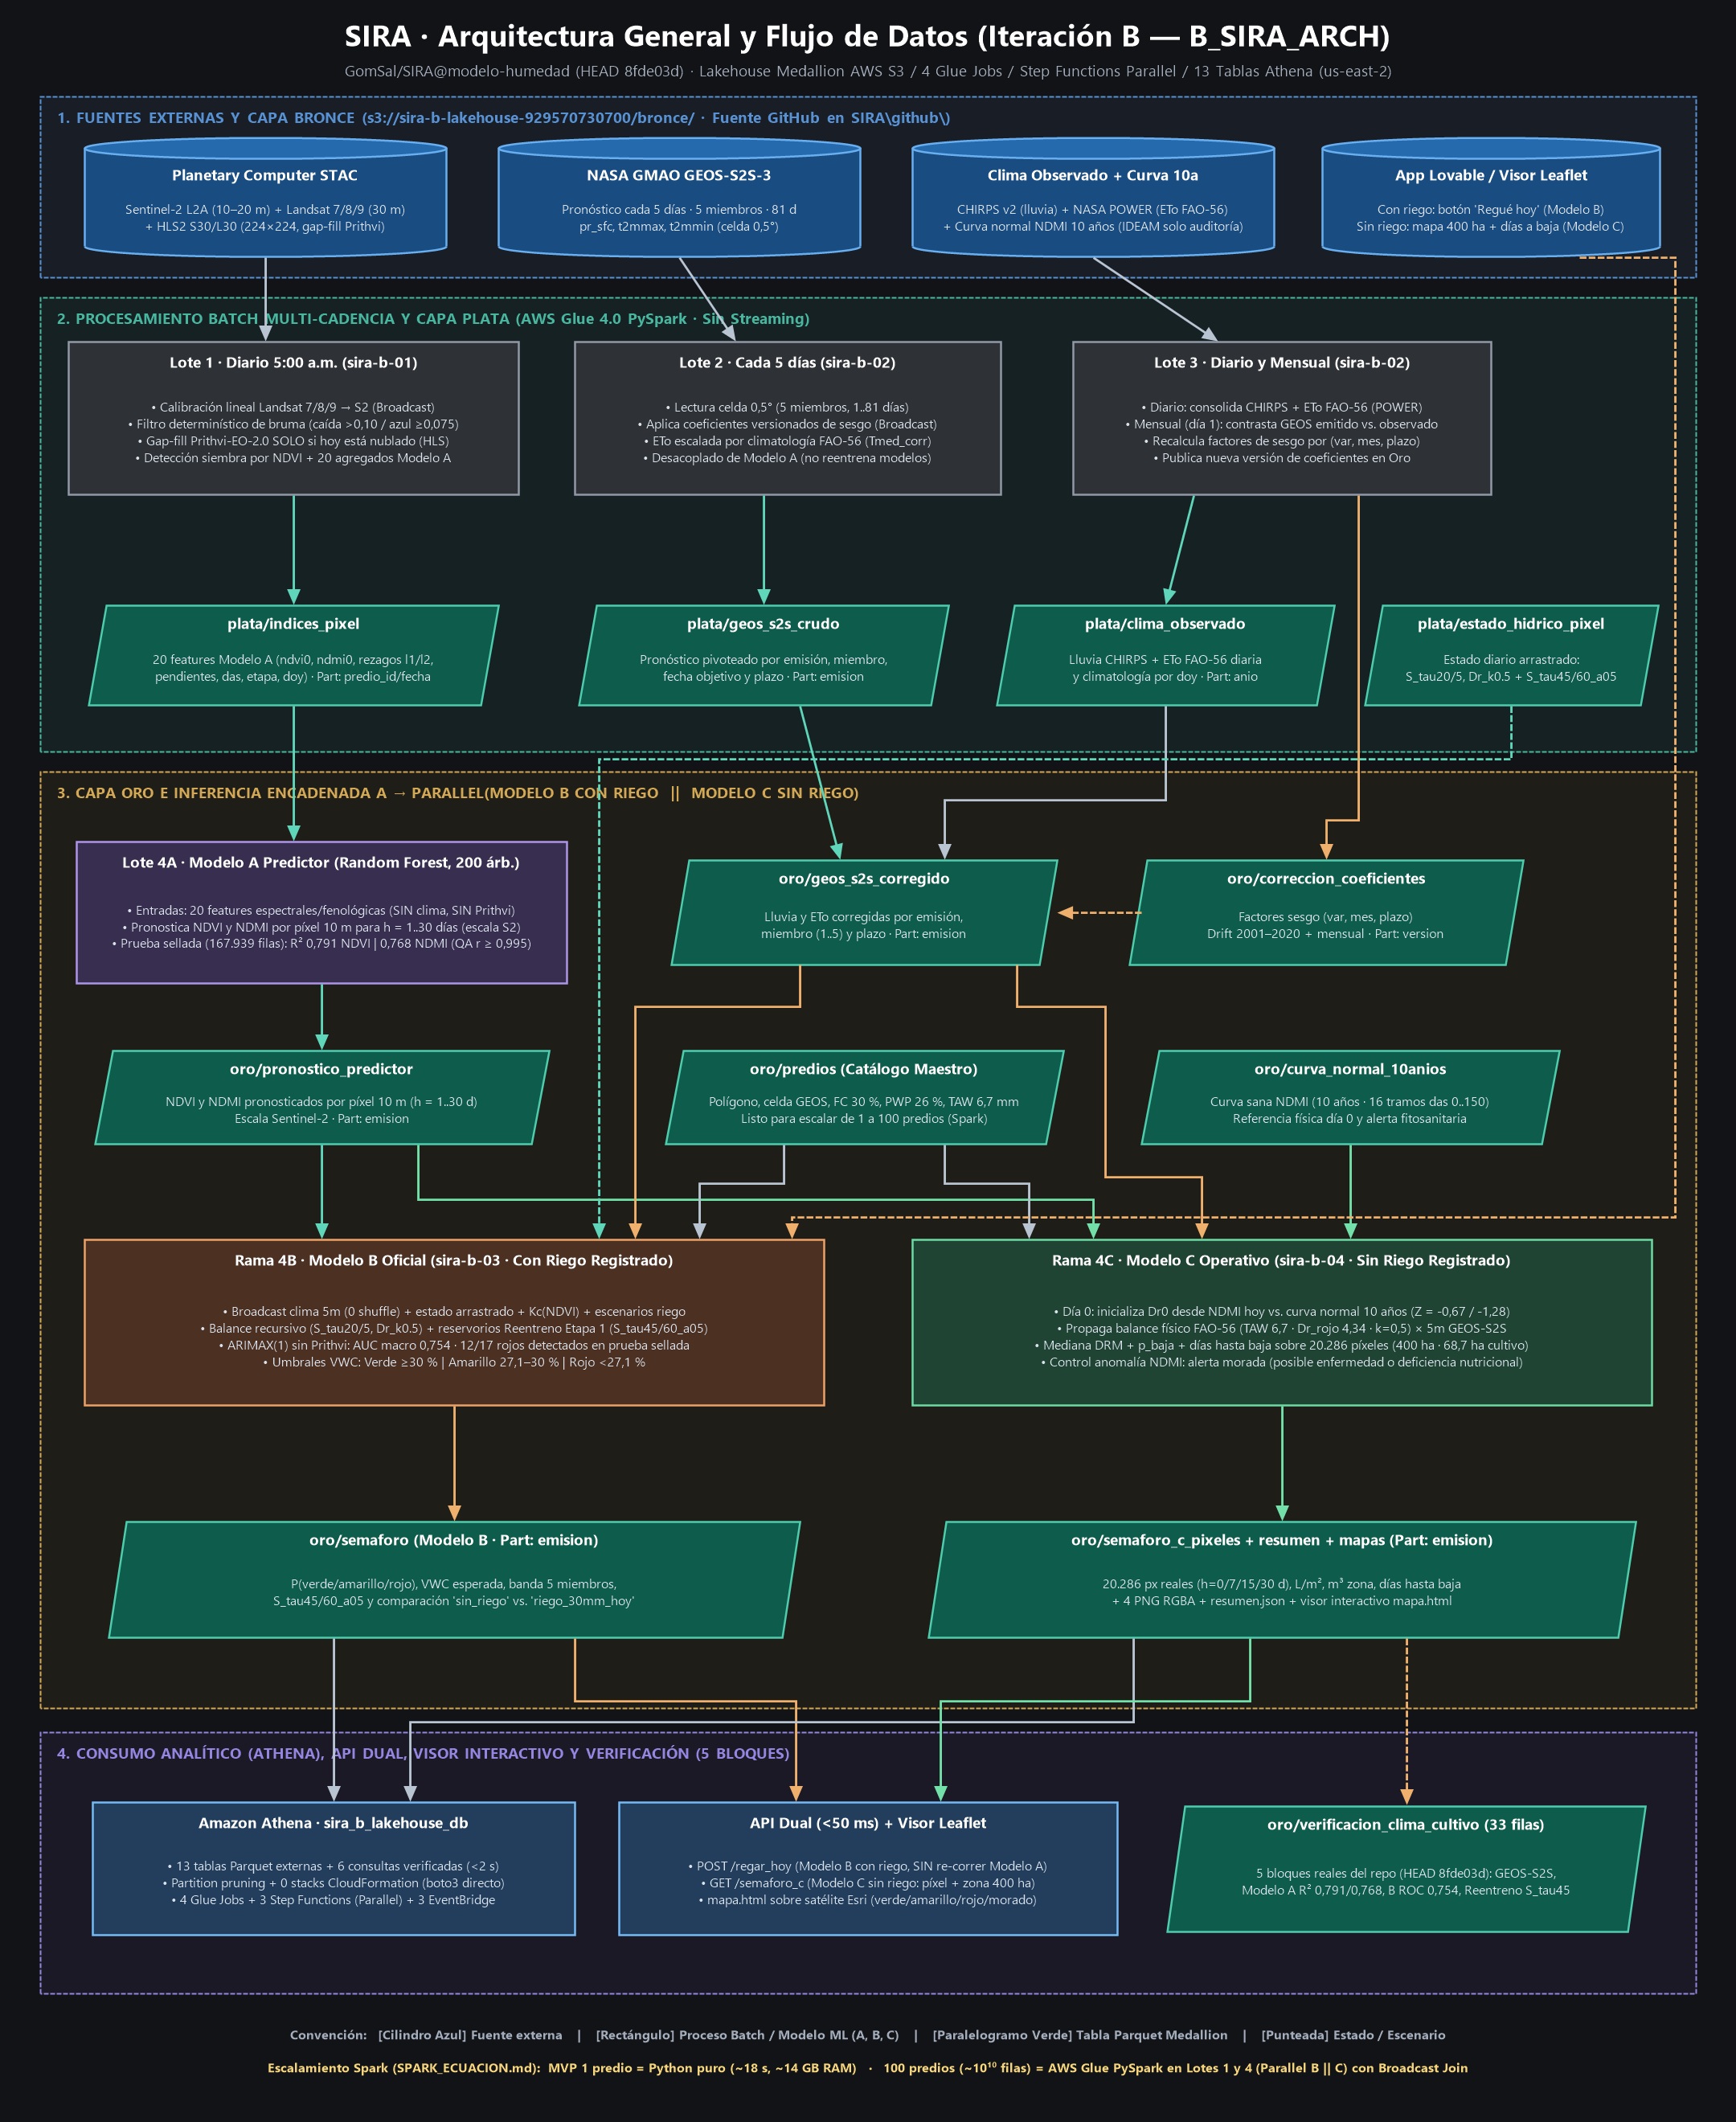 SIRA · Arquitectura General y Flujo de Datos (Iteración B — B_SIRA_ARCH)
GomSal/SIRA@modelo-humedad (HEAD 8fde03d) · Lakehouse Medallion AWS S3 / 4 Glue Jobs / Step Functions Parallel / 13 Tablas Athena (us-east-2)
1. FUENTES EXTERNAS Y CAPA BRONCE (s3://sira-b-lakehouse-929570730700/bronce/ · Fuente GitHub en SIRA\github\)
Planetary Computer STAC
Sentinel-2 L2A (10–20 m) + Landsat 7/8/9 (30 m)
+ HLS2 S30/L30 (224×224, gap-fill Prithvi)
NASA GMAO GEOS-S2S-3
Pronóstico cada 5 días · 5 miembros · 81 d
pr_sfc, t2mmax, t2mmin (celda 0,5°)
Clima Observado + Curva 10a
CHIRPS v2 (lluvia) + NASA POWER (ETo FAO-56)
+ Curva normal NDMI 10 años (IDEAM solo auditoría)
App Lovable / Visor Leaflet
Con riego: botón 'Regué hoy' (Modelo B)
Sin riego: mapa 400 ha + días a baja (Modelo C)
2. PROCESAMIENTO BATCH MULTI-CADENCIA Y CAPA PLATA (AWS Glue 4.0 PySpark · Sin Streaming)
Lote 1 · Diario 5:00 a.m. (sira-b-01)
• Calibración lineal Landsat 7/8/9 → S2 (Broadcast)
• Filtro determinístico de bruma (caída >0,10 / azul ≥0,075)
• Gap-fill Prithvi-EO-2.0 SOLO si hoy está nublado (HLS)
• Detección siembra por NDVI + 20 agregados Modelo A
Lote 2 · Cada 5 días (sira-b-02)
• Lectura celda 0,5° (5 miembros, 1..81 días)
• Aplica coeficientes versionados de sesgo (Broadcast)
• ETo escalada por climatología FAO-56 (Tmed_corr)
• Desacoplado de Modelo A (no reentrena modelos)
Lote 3 · Diario y Mensual (sira-b-02)
• Diario: consolida CHIRPS + ETo FAO-56 (POWER)
• Mensual (día 1): contrasta GEOS emitido vs. observado
• Recalcula factores de sesgo por (var, mes, plazo)
• Publica nueva versión de coeficientes en Oro
plata/indices_pixel
20 features Modelo A (ndvi0, ndmi0, rezagos l1/l2,
pendientes, das, etapa, doy) · Part: predio_id/fecha
plata/geos_s2s_crudo
Pronóstico pivoteado por emisión, miembro,
fecha objetivo y plazo · Part: emision
plata/clima_observado
Lluvia CHIRPS + ETo FAO-56 diaria
y climatología por doy · Part: anio
plata/estado_hidrico_pixel
Estado diario arrastrado:
S_tau20/5, Dr_k0.5 + S_tau45/60_a05
3. CAPA ORO E INFERENCIA ENCADENADA A → PARALLEL(MODELO B CON RIEGO || MODELO C SIN RIEGO)
Lote 4A · Modelo A Predictor (Random Forest, 200 árb.)
• Entradas: 20 features espectrales/fenológicas (SIN clima, SIN Prithvi)
• Pronostica NDVI y NDMI por píxel 10 m para h = 1..30 días (escala S2)
• Prueba sellada (167.939 filas): R² 0,791 NDVI | 0,768 NDMI (QA r ≥ 0,995)
oro/geos_s2s_corregido
Lluvia y ETo corregidas por emisión,
miembro (1..5) y plazo · Part: emision
oro/correccion_coeficientes
Factores sesgo (var, mes, plazo)
Drift 2001–2020 + mensual · Part: version
oro/pronostico_predictor
NDVI y NDMI pronosticados por píxel 10 m (h = 1..30 d)
Escala Sentinel-2 · Part: emision
oro/predios (Catálogo Maestro)
Polígono, celda GEOS, FC 30 %, PWP 26 %, TAW 6,7 mm
Listo para escalar de 1 a 100 predios (Spark)
oro/curva_normal_10anios
Curva sana NDMI (10 años · 16 tramos das 0..150)
Referencia física día 0 y alerta fitosanitaria
Rama 4B · Modelo B Oficial (sira-b-03 · Con Riego Registrado)
• Broadcast clima 5m (0 shuffle) + estado arrastrado + Kc(NDVI) + escenarios riego
• Balance recursivo (S_tau20/5, Dr_k0.5) + reservorios Reentreno Etapa 1 (S_tau45/60_a05)
• ARIMAX(1) sin Prithvi: AUC macro 0,754 · 12/17 rojos detectados en prueba sellada
• Umbrales VWC: Verde ≥30 % | Amarillo 27,1–30 % | Rojo <27,1 %
Rama 4C · Modelo C Operativo (sira-b-04 · Sin Riego Registrado)
• Día 0: inicializa Dr0 desde NDMI hoy vs. curva normal 10 años (Z = -0,67 / -1,28)
• Propaga balance físico FAO-56 (TAW 6,7 · Dr_rojo 4,34 · k=0,5) × 5m GEOS-S2S
• Mediana DRM + p_baja + días hasta baja sobre 20.286 píxeles (400 ha · 68,7 ha cultivo)
• Control anomalía NDMI: alerta morada (posible enfermedad o deficiencia nutricional)
oro/semaforo (Modelo B · Part: emision)
P(verde/amarillo/rojo), VWC esperada, banda 5 miembros,
S_tau45/60_a05 y comparación 'sin_riego' vs. 'riego_30mm_hoy'
oro/semaforo_c_pixeles + resumen + mapas (Part: emision)
20.286 px reales (h=0/7/15/30 d), L/m², m³ zona, días hasta baja
+ 4 PNG RGBA + resumen.json + visor interactivo mapa.html
4. CONSUMO ANALÍTICO (ATHENA), API DUAL, VISOR INTERACTIVO Y VERIFICACIÓN (5 BLOQUES)
Amazon Athena · sira_b_lakehouse_db
• 13 tablas Parquet externas + 6 consultas verificadas (<2 s)
• Partition pruning + 0 stacks CloudFormation (boto3 directo)
• 4 Glue Jobs + 3 Step Functions (Parallel) + 3 EventBridge
API Dual (<50 ms) + Visor Leaflet
• POST /regar_hoy (Modelo B con riego, SIN re-correr Modelo A)
• GET /semaforo_c (Modelo C sin riego: píxel + zona 400 ha)
• mapa.html sobre satélite Esri (verde/amarillo/rojo/morado)
oro/verificacion_clima_cultivo (33 filas)
5 bloques reales del repo (HEAD 8fde03d): GEOS-S2S,
Modelo A R² 0,791/0,768, B ROC 0,754, Reentreno S_tau45
Convención: [Cilindro Azul] Fuente externa | [Rectángulo] Proceso Batch / Modelo ML (A, B, C) | [Paralelogramo Verde] Tabla Parquet Medallion | [Punteada] Estado / Escenario
Escalamiento Spark (SPARK_ECUACION.md): MVP 1 predio = Python puro (~18 s, ~14 GB RAM) · 100 predios (~10¹⁰ filas) = AWS Glue PySpark en Lotes 1 y 4 (Parallel B || C) con Broadcast Join